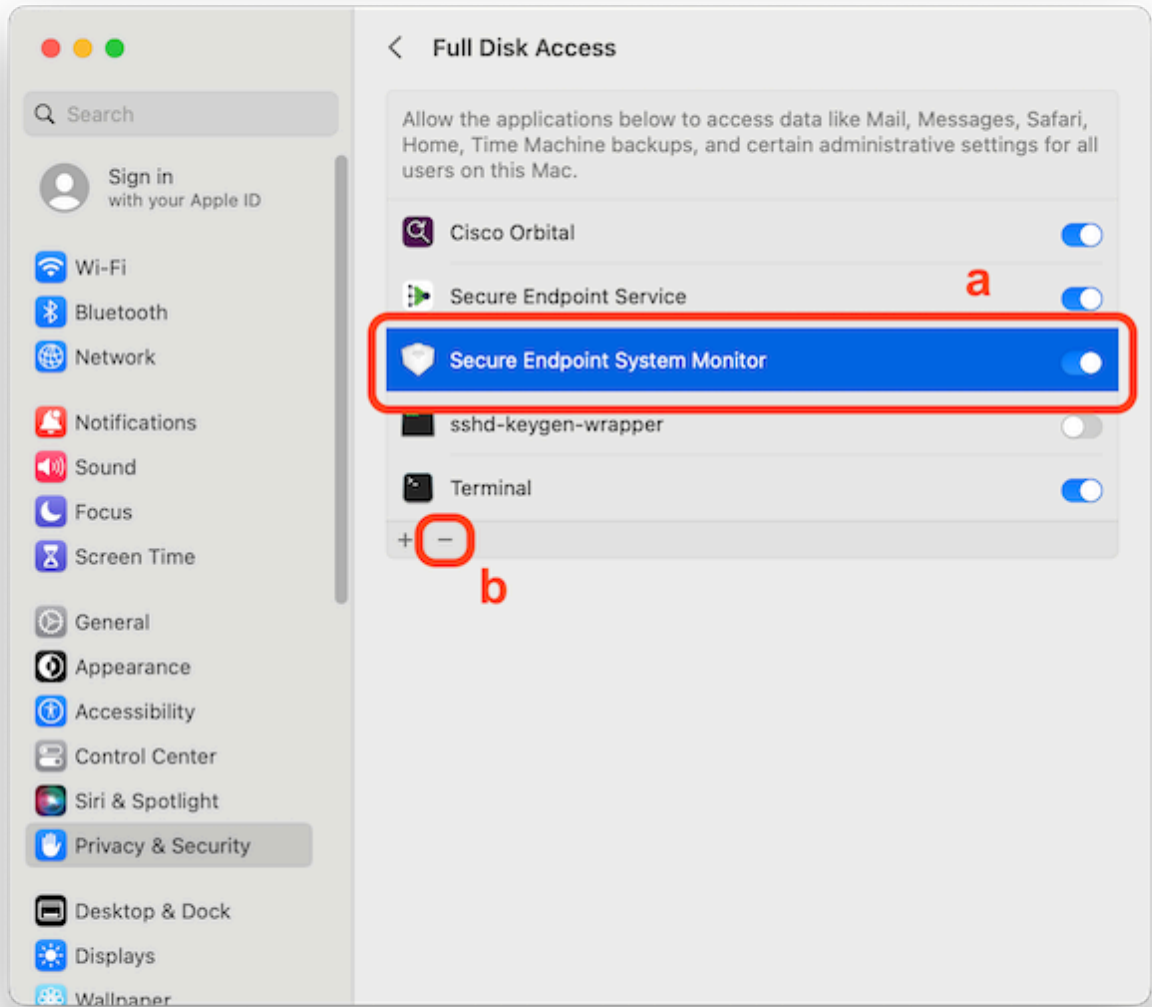 Full Disk Access
Search
Sign in
with your Apple ID
Wi-Fi
Bluetooth
Network
Notifications
Sound
Focus
Screen Time
General
Appearance
Accessibility
Control Center
Siri & Spotlight
Privacy & Security
Desktop & Dock
Displays
Wallpaper
Allow the applications below to access data like Mail, Messages, Safari,
Home, Time Machine backups, and certain administrative settings for all
users on this Mac.
Cisco Orbital
a
Secure Endpoint Service
Secure Endpoint System Monitor
sshd-keygen-wrapper
Terminal
+ −
b